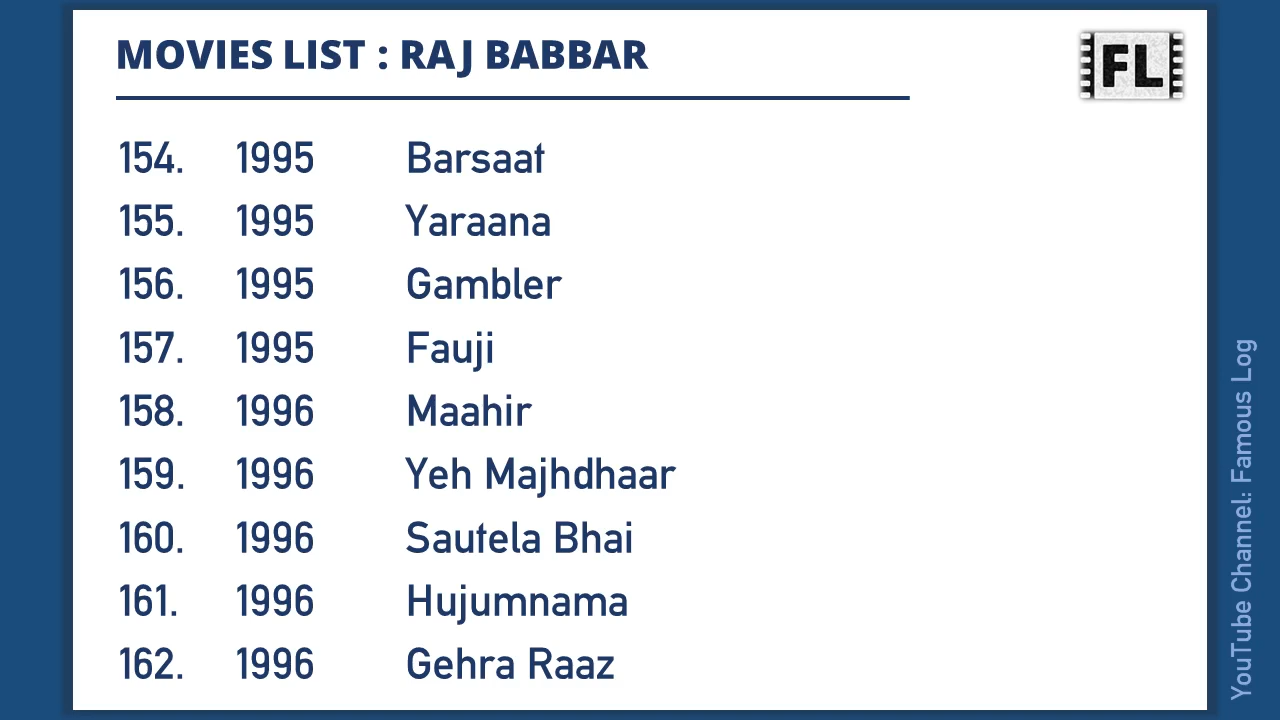 MOVIES LIST : RAJ BABBAR
FL
154. 1995 Barsaat
155. 1995 Yaraana
156. 1995 Gambler
157. 1995 Fauji
158. 1996 Maahir
159. 1996 Yeh Majhdhaar
160. 1996 Sautela Bhai
161. 1996 Hujumnama
162. 1996 Gehra Raaz
YouTube Channel: Famous Log